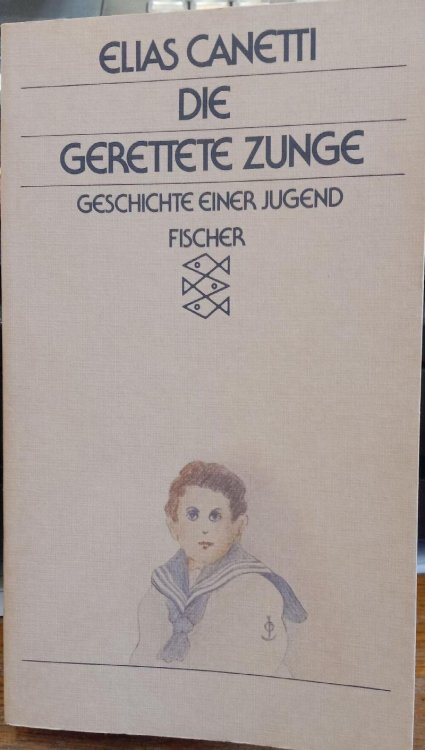 ELIAS CANETTI
DIE
GERETTETE ZUNGE
GESCHICHTE EINER JUGEND
FISCHER